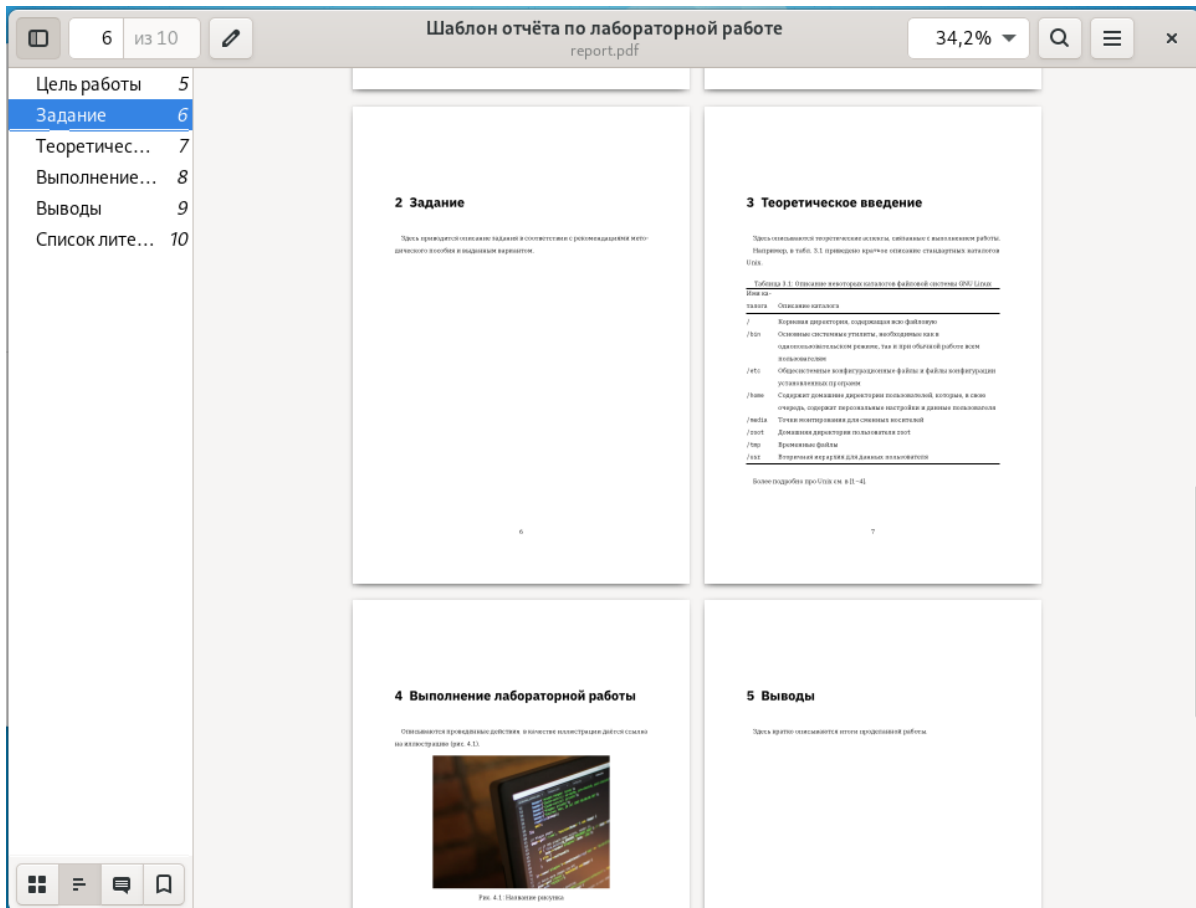 6 из 10
Шаблон отчёта по лабораторной работе
report.pdf
34,2%
Цель работы 5
Задание 6
Теоретичес... 7
Выполнение... 8
Выводы 9
Список лите... 10
2 Задание
Здесь приводится описание задания в соответствии с рекомендациями мето-
дического пособия и выданным вариантом.
6
3 Теоретическое введение
Здесь описываются теоретические аспекты, связанные с выполнением работы.
Например, в табл. 3.1 приведено краткое описание стандартных каталогов
Unix.
Таблица 3.1: Описание некоторых каталогов файловой системы GNU Linux
Имя ка-
талога Описание каталога
/ Корневая директория, содержащая всю файловую
/bin Основные системные утилиты, необходимые как в
однопользовательском режиме, так и при обычной работе всем
пользователям
/etc Общесистемные конфигурационные файлы и файлы конфигурации
установленных программ
/home Содержит домашние директории пользователей, которые, в свою
очередь, содержат персональные настройки и данные пользователя
/media Точки монтирования для сменных носителей
/root Домашняя директория пользователя root
/tmp Временные файлы
/usr Вторичная иерархия для данных пользователя
Более подробно про Unix см. в [1–4].
7
4 Выполнение лабораторной работы
Описываются проведённые действия, в качестве иллюстрации даётся ссылка
на иллюстрацию (рис. 4.1).
Рис. 4.1: Название рисунка
5 Выводы
Здесь кратко описываются итоги проделанной работы.